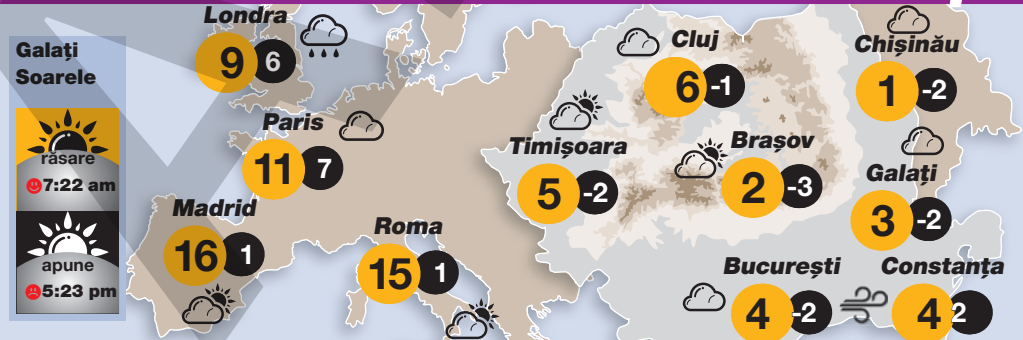 Galați
Soarele
răsare
7:22 am
apune
5:23 pm
Londra
9 6
Paris
11 7
Madrid
16 1
Roma
15 1
Cluj
6 -1
Timișoara
5 -2
Brașov
2 -3
Chișinău
1 -2
Galați
3 -2
București
4 -2
Constanța
4 2